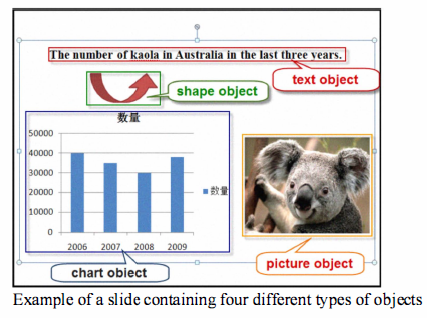 The number of kaola in Australia in the last three years.
text object
shape object
数量
50000
40000
30000
20000
10000
0
2006 2007 2008 2009
数量
chart object
picture object
Example of a slide containing four different types of objects